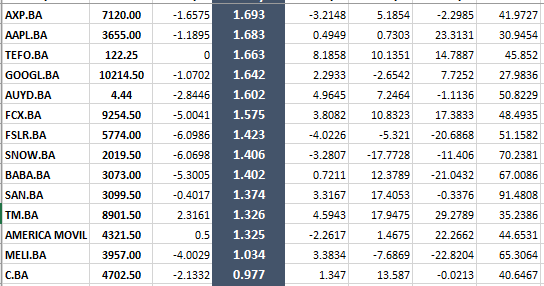 AXP.BA 7120.00 -1.6575 1.693 -3.2148 5.1854 -2.2985 41.9727
AAPL.BA 3655.00 -1.1895 1.683 0.4949 0.7303 23.3131 30.9454
TEFO.BA 122.25 0 1.663 8.1858 10.1351 14.7887 45.852
GOOGL.BA 10214.50 -1.0702 1.642 2.2933 -2.6542 7.7252 27.9836
AUYD.BA 4.44 -2.8446 1.602 4.9645 7.2464 -1.1136 50.8229
FCX.BA 9254.50 -5.0041 1.575 3.8082 10.8323 17.3833 48.4935
FSLR.BA 5774.00 -6.0986 1.423 -4.0226 -5.321 -20.6868 51.1582
SNOW.BA 2019.50 -6.0698 1.406 -3.2807 -17.7728 -11.406 70.2381
BABA.BA 3073.00 -5.3005 1.402 0.7211 12.3789 -21.0432 67.0086
SAN.BA 3099.50 -0.4017 1.374 3.3167 17.4053 -0.3376 91.4808
TM.BA 8901.50 2.3161 1.326 4.5943 17.9475 29.2789 35.2386
AMERICA MOVIL 4321.50 0.5 1.325 -2.2617 1.4675 22.2662 44.6531
MELI.BA 3957.00 -4.0029 1.034 3.3834 -7.6869 -22.8204 65.3064
C.BA 4702.50 -2.1332 0.977 1.347 13.587 -0.0213 40.6467